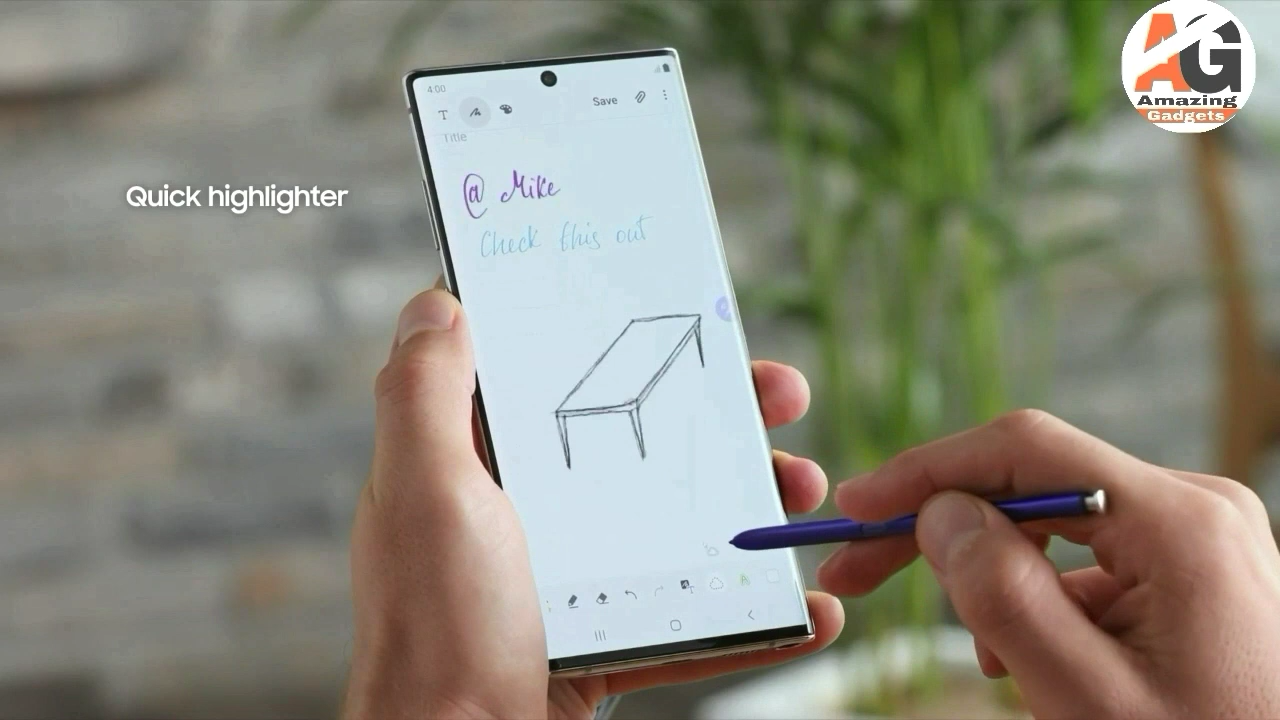 AG
Amazing
Gadgets
4:00
T
Save
Title
Quick highlighter
@ Mike
Check this out
A